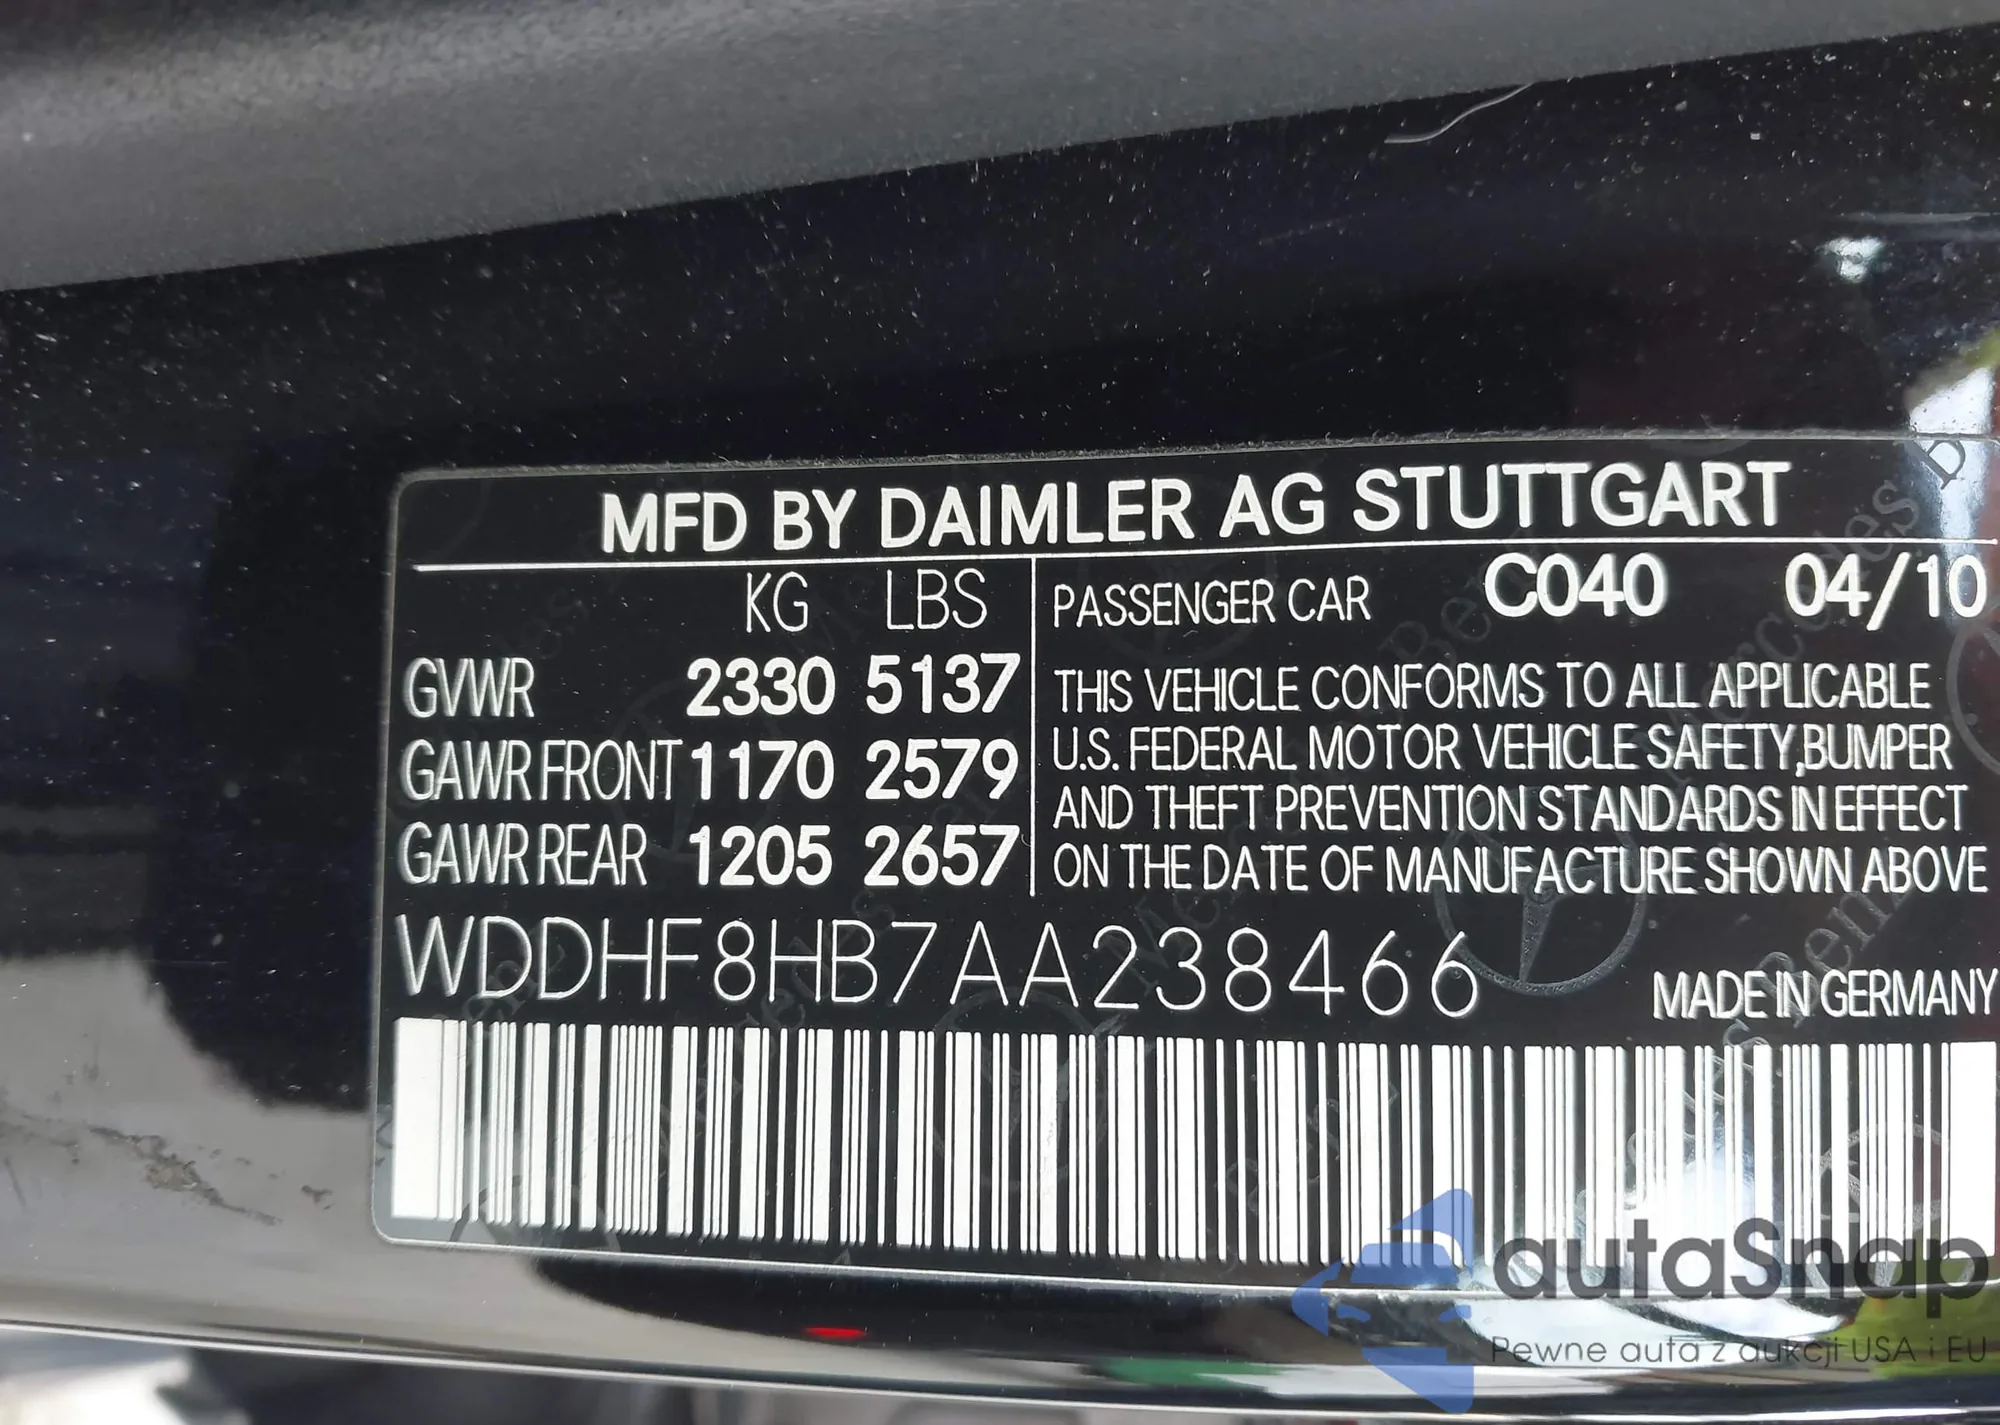 MFD BY DAIMLER AG STUTTGART
KG LBS
GVWR 2330 5137
GAWR FRONT 1170 2579
GAWR REAR 1205 2657
PASSENGER CAR C040 04/10
THIS VEHICLE CONFORMS TO ALL APPLICABLE
U.S. FEDERAL MOTOR VEHICLE SAFETY,BUMPER
AND THEFT PREVENTION STANDARDS IN EFFECT
ON THE DATE OF MANUFACTURE SHOWN ABOVE
WDDHF8HB7AA238466
MADE IN GERMANY
autaSnap
Pewne auta z aukcji USA i EU